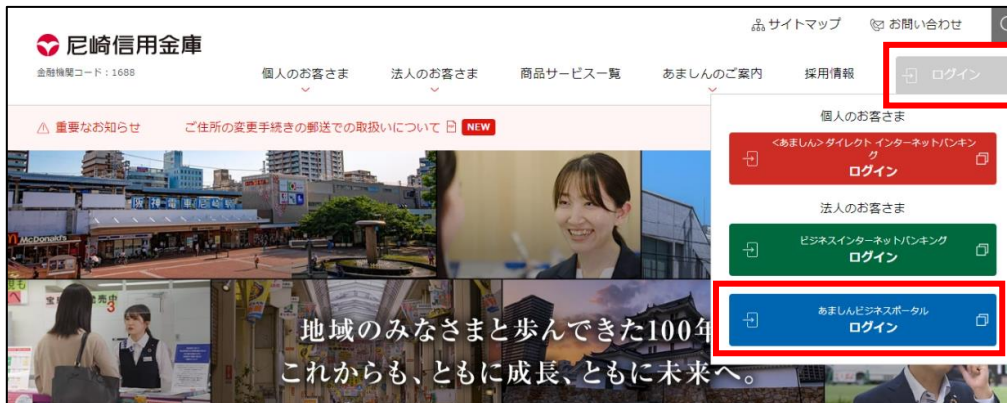 サイトマップ
お問い合わせ
尼崎信用金庫
金融機関コード：1688
個人のお客さま
法人のお客さま
商品サービス一覧
あましんのご案内
採用情報
ログイン
重要なお知らせ
ご住所の変更手続きの郵送での取扱いについて
NEW
個人のお客さま
<あましん>ダイレクト インターネットバンキン
グ
ログイン
法人のお客さま
ビジネスインターネットバンキング
ログイン
あましんビジネスポータル
ログイン
阪神電車尼崎駅
McDonald's
地域のみなさまと歩んできた100年
これからも、ともに成長、ともに未来へ。